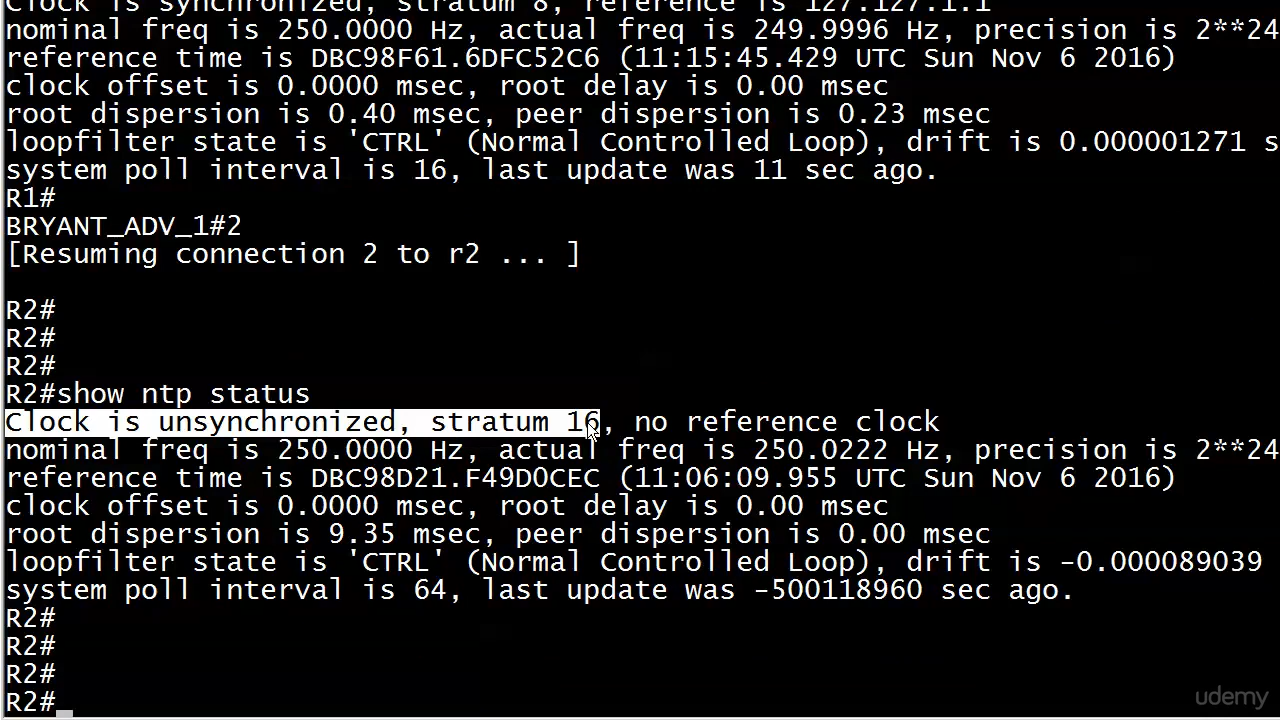 Clock is synchronized, stratum 8, reference is 127.127.1.1
nominal freq is 250.0000 Hz, actual freq is 249.9996 Hz, precision is 2**24
reference time is DBC98F61.6DFC52C6 (11:15:45.429 UTC Sun Nov 6 2016)
clock offset is 0.0000 msec, root delay is 0.00 msec
root dispersion is 0.40 msec, peer dispersion is 0.23 msec
loopfilter state is 'CTRL' (Normal Controlled Loop), drift is 0.000001271 s
system poll interval is 16, last update was 11 sec ago.
R1#
BRYANT_ADV_1#2
[Resuming connection 2 to r2 ... ]
R2#
R2#
R2#
R2#show ntp status
Clock is unsynchronized, stratum 16, no reference clock
nominal freq is 250.0000 Hz, actual freq is 250.0222 Hz, precision is 2**24
reference time is DBC98D21.F49D0CEC (11:06:09.955 UTC Sun Nov 6 2016)
clock offset is 0.0000 msec, root delay is 0.00 msec
root dispersion is 9.35 msec, peer dispersion is 0.00 msec
loopfilter state is 'CTRL' (Normal Controlled Loop), drift is -0.000089039
system poll interval is 64, last update was -500118960 sec ago.
R2#
R2#
R2#
R2#
udemy